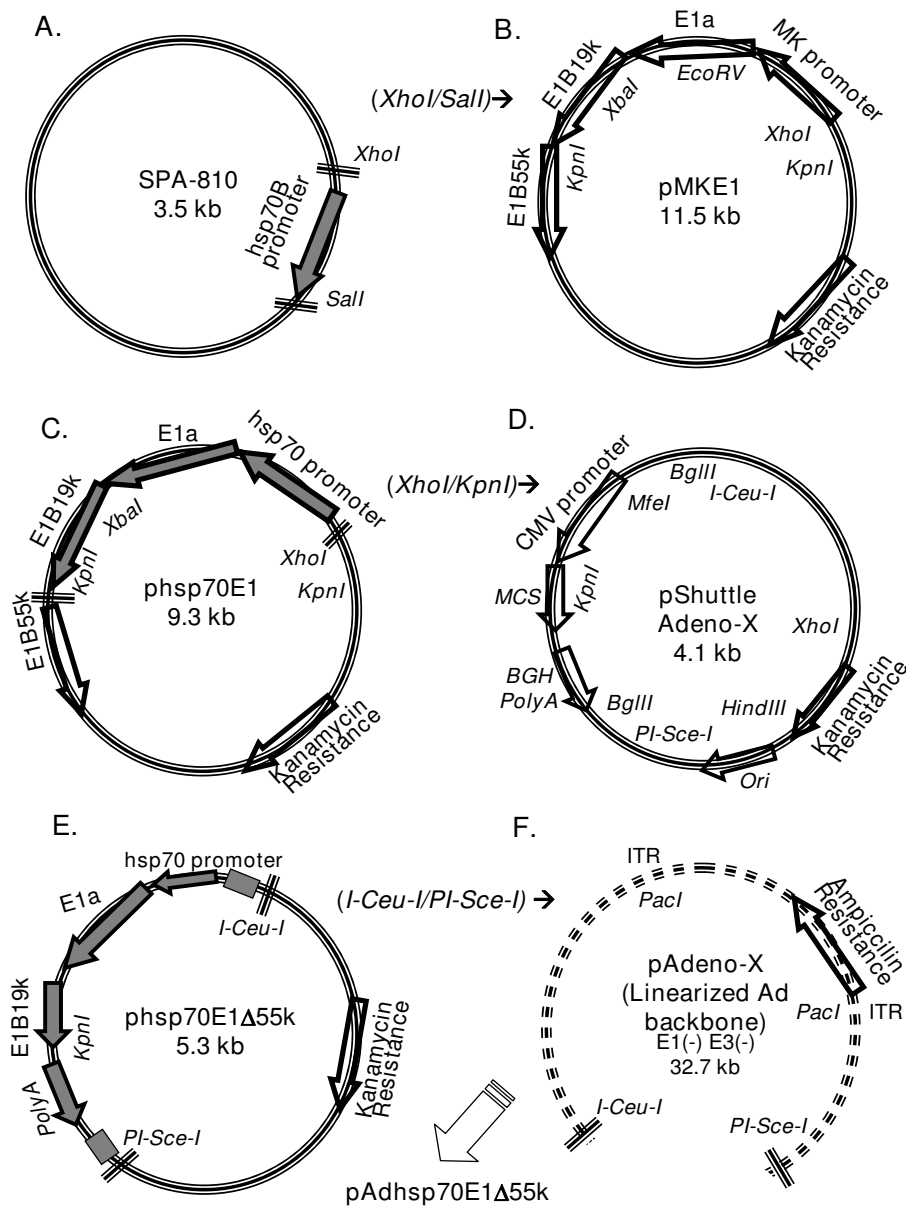 A.
SPA-810
3.5 kb
XhoI
hsp70B
promoter
SalI
(XhoI/SalI)→
B.
E1a
MK promoter
E1B19k
EcoRV
XbaI
XhoI
KpnI
KpnI
E1B55k
pMKE1
11.5 kb
Kanamycin
Resistance
C.
E1a
hsp70 promoter
E1B19k
XbaI
KpnI
XhoI
KpnI
E1B55k
phsp70E1
9.3 kb
Kanamycin
Resistance
(XhoI/KpnI)→
D.
BglII
I-Ceu-I
CMV promoter
MfeI
MCS
KpnI
pShuttle
Adeno-X
4.1 kb
XhoI
BGH
PolyA
BglII
HindIII
PI-Sce-I
Kanamycin
Resistance
Ori
E.
hsp70 promoter
E1a
I-Ceu-I
E1B19k
KpnI
phsp70E1Δ55k
5.3 kb
Kanamycin
Resistance
PolyA
PI-Sce-I
(I-Ceu-I/PI-Sce-I) →
F.
ITR
PacI
Ampiccilin
Resistance
pAdeno-X
(Linearized Ad
backbone)
E1(-) E3(-)
32.7 kb
PacI
ITR
I-Ceu-I
PI-Sce-I
pAdhsp70E1Δ55k